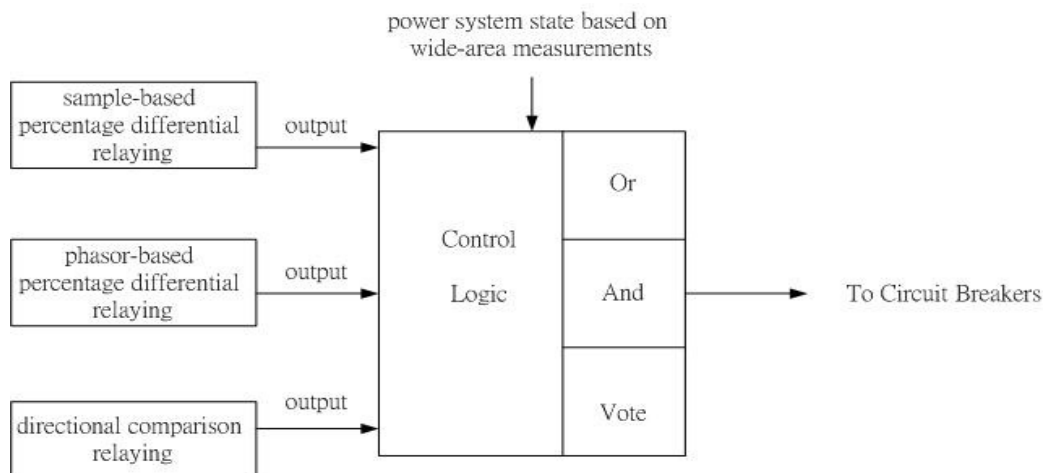 power system state based on
wide-area measurements
sample-based
percentage differential
relaying
output
Or
phasor-based
percentage differential
relaying
output
Control
Logic
And
To Circuit Breakers
directional comparison
relaying
output
Vote